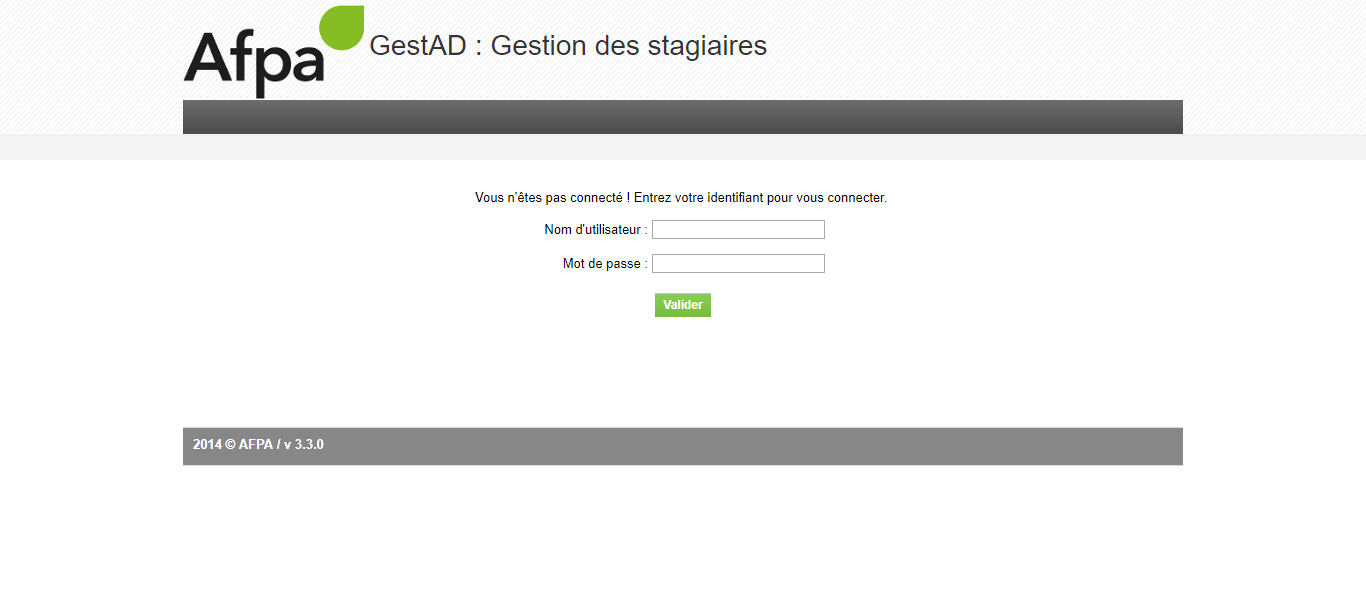 Afpa
GestAD : Gestion des stagiaires
Vous n'êtes pas connecté ! Entrez votre identifiant pour vous connecter.
Nom d'utilisateur :
Mot de passe :
Valider
2014 © AFPA / v 3.3.0